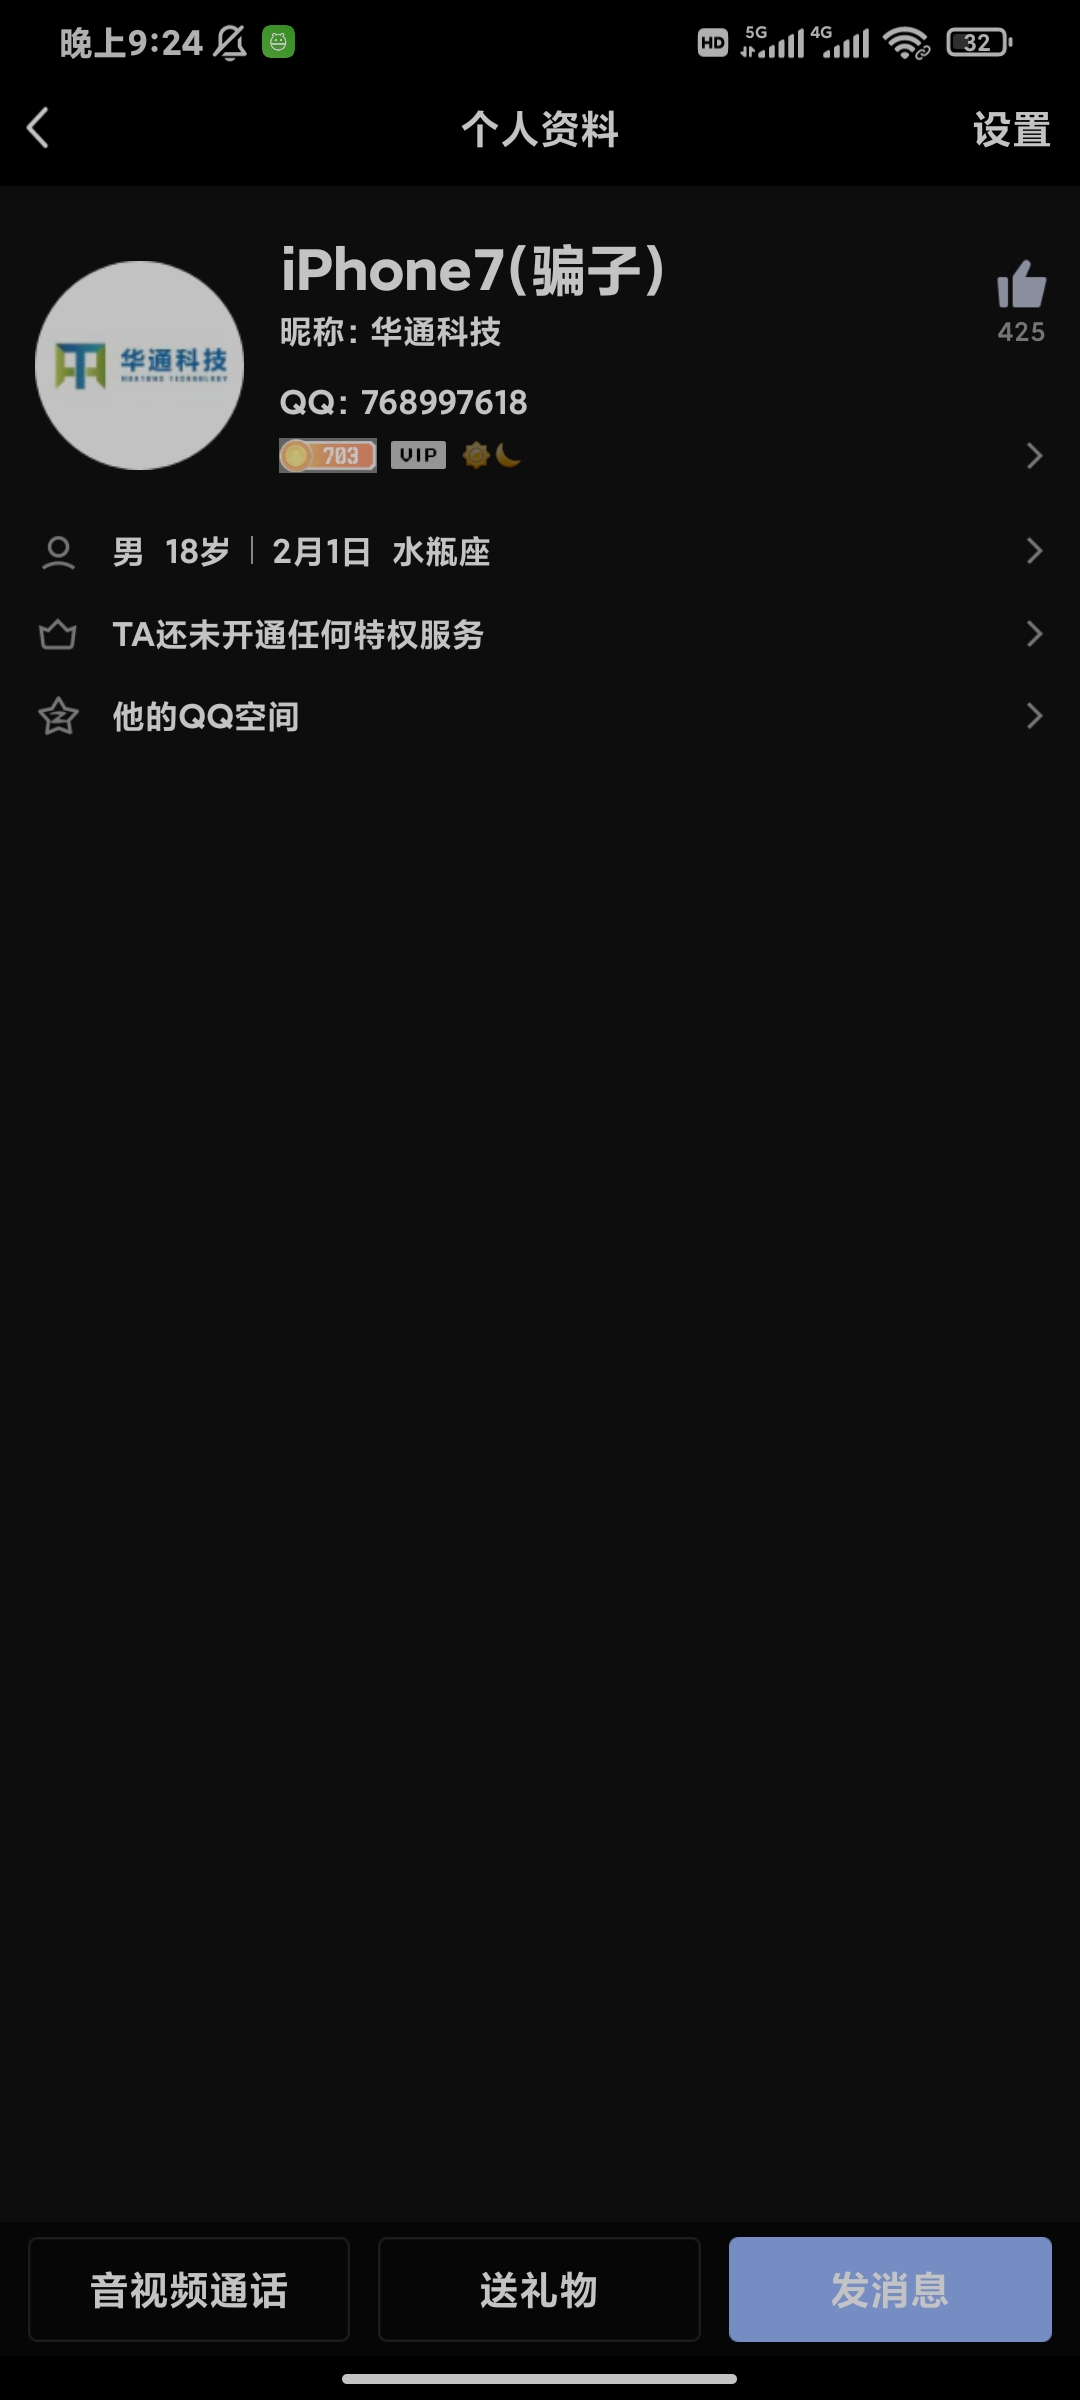 晚上9:24
HD 5G 4G 32
个人资料
设置
iPhone7(骗子)
425
昵称: 华通科技
华通科技
HUATONG TECHNOLOGY
QQ: 768997618
703 VIP
男 18岁 | 2月1日 水瓶座
TA还未开通任何特权服务
他的QQ空间
音视频通话
送礼物
发消息